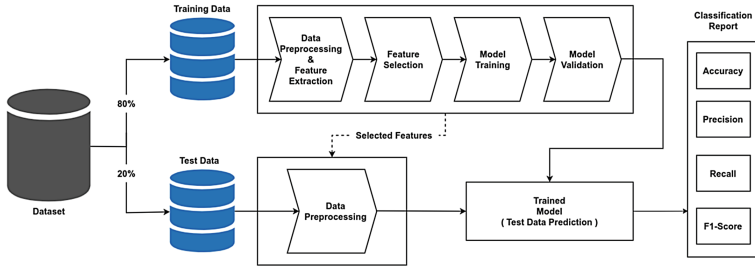 Training Data
Classification
Report
Data
Preprocessing
&
Feature
Extraction
Feature
Selection
Model
Training
Model
Validation
Accuracy
80%
Precision
Selected Features
20%
Test Data
Recall
Dataset
Data
Preprocessing
Trained
Model
( Test Data Prediction )
F1-Score